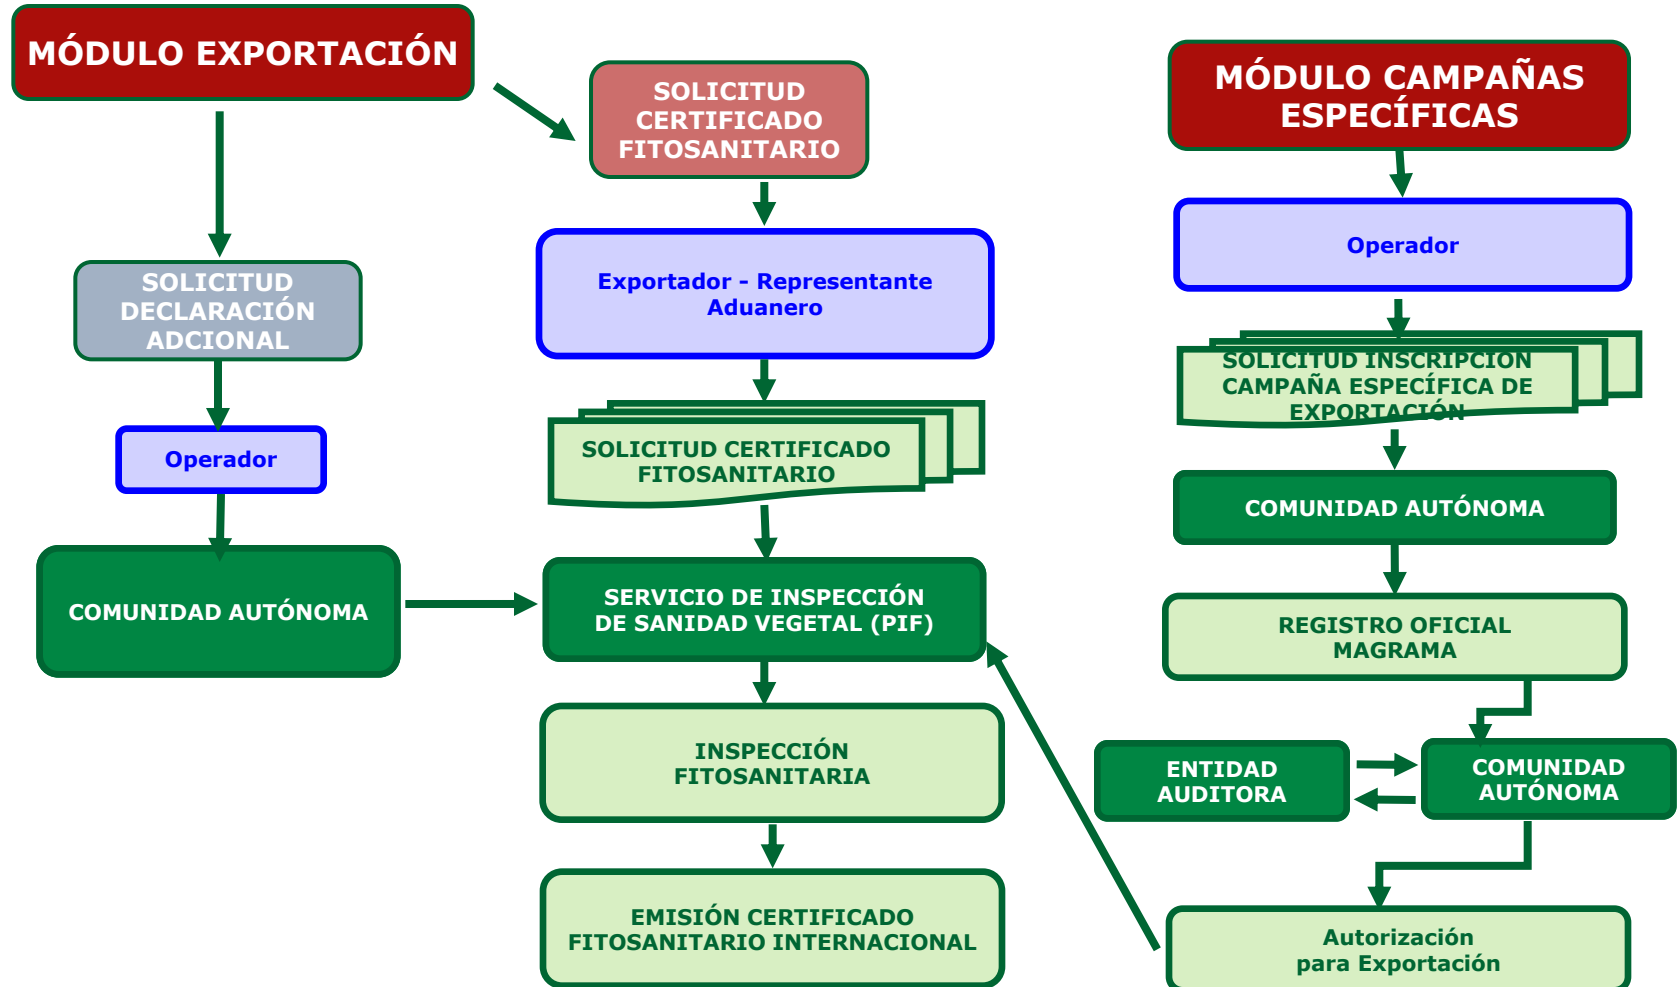 MÓDULO EXPORTACIÓN
SOLICITUD
DECLARACIÓN
ADCIONAL
Operador
COMUNIDAD AUTÓNOMA
SOLICITUD
CERTIFICADO
FITOSANITARIO
Exportador - Representante
Aduanero
SOLICITUD CERTIFICADO
FITOSANITARIO
SERVICIO DE INSPECCIÓN
DE SANIDAD VEGETAL (PIF)
INSPECCIÓN
FITOSANITARIA
EMISIÓN CERTIFICADO
FITOSANITARIO INTERNACIONAL
MÓDULO CAMPAÑAS
ESPECÍFICAS
Operador
SOLICITUD INSCRIPCIÓN
CAMPAÑA ESPECÍFICA DE
EXPORTACIÓN
COMUNIDAD AUTÓNOMA
REGISTRO OFICIAL
MAGRAMA
ENTIDAD
AUDITORA
COMUNIDAD
AUTÓNOMA
Autorización
para Exportación